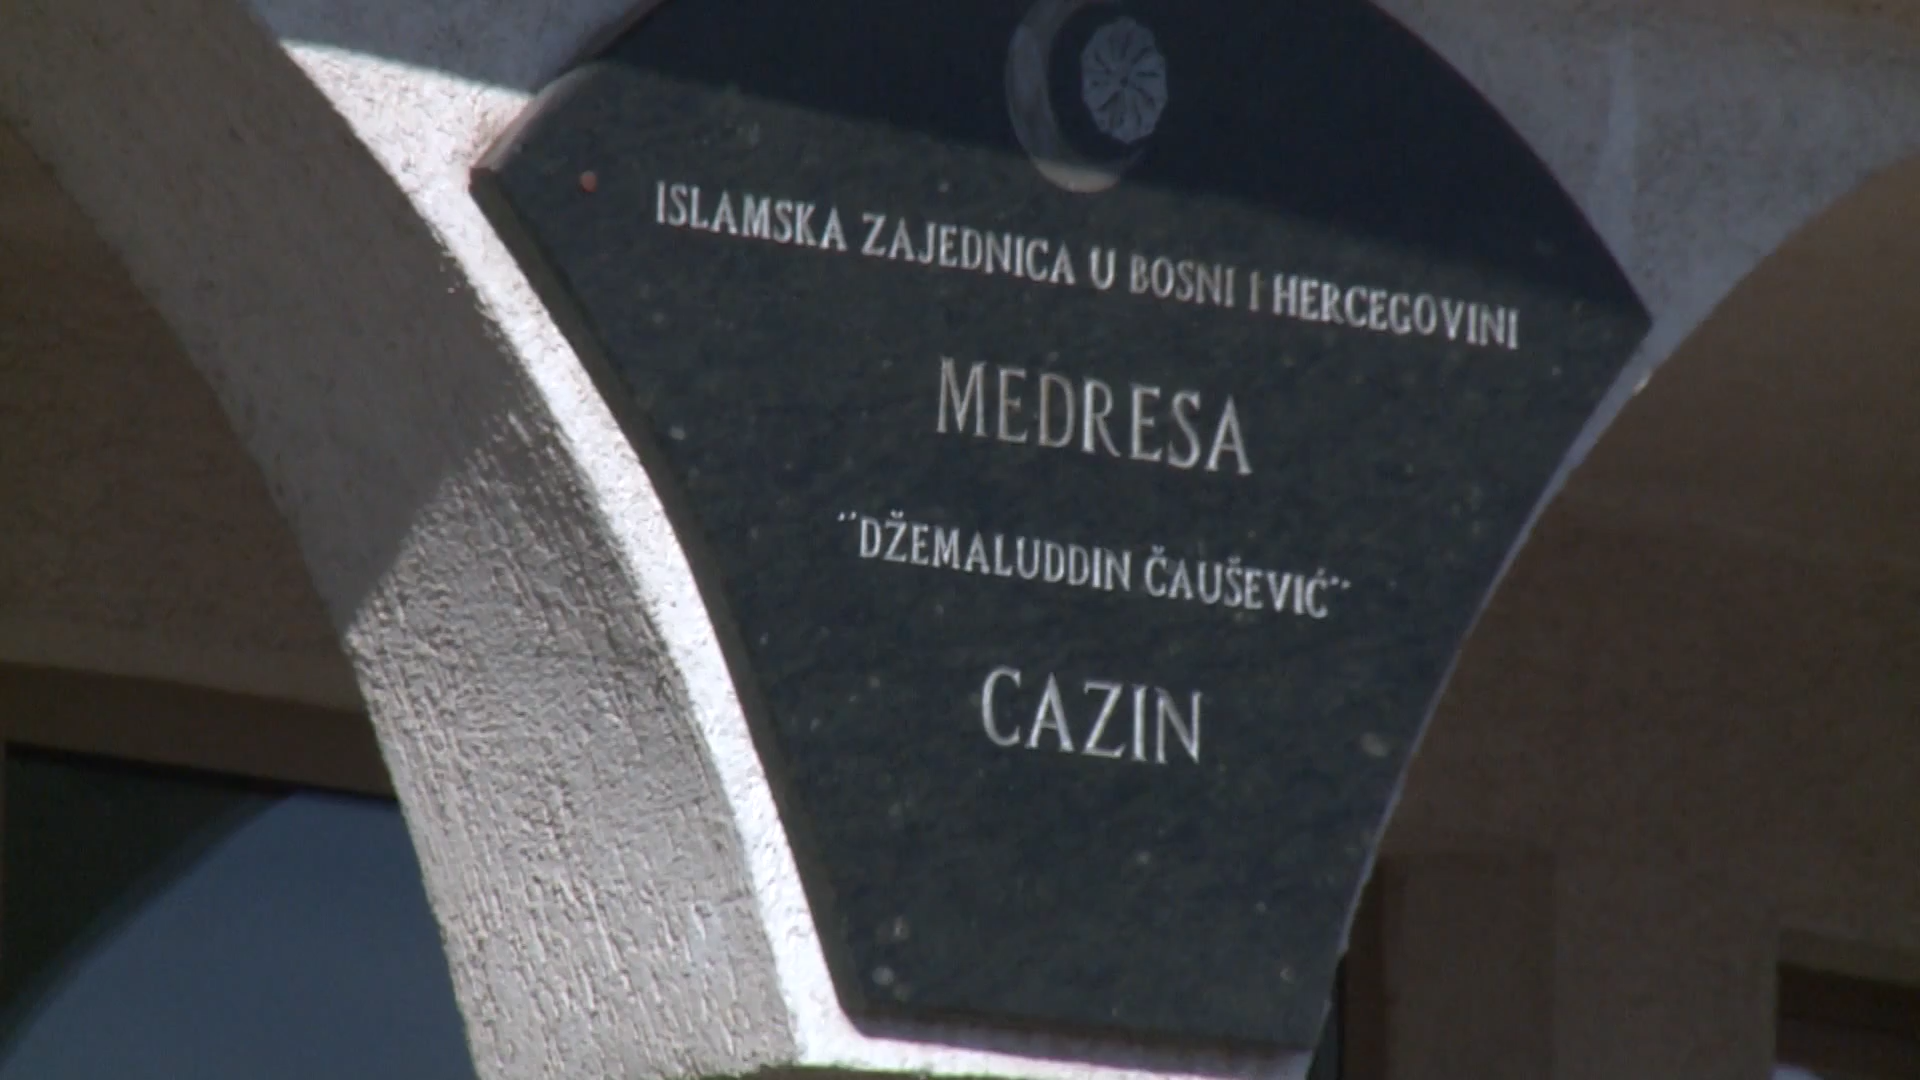 ISLAMSKA ZAJEDNICA U BOSNI I HERCEGOVINI
MEDRESA
"DŽEMALUDDIN ČAUŠEVIĆ"
CAZIN